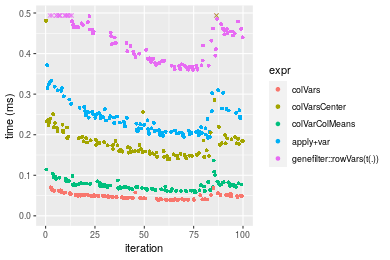 0.5
0.4
0.3
0.2
0.1
0.0
time (ms)
0
25
50
75
100
iteration
expr
colVars
colVarsCenter
colVarColMeans
apply+var
genefilter::rowVars(t(.))